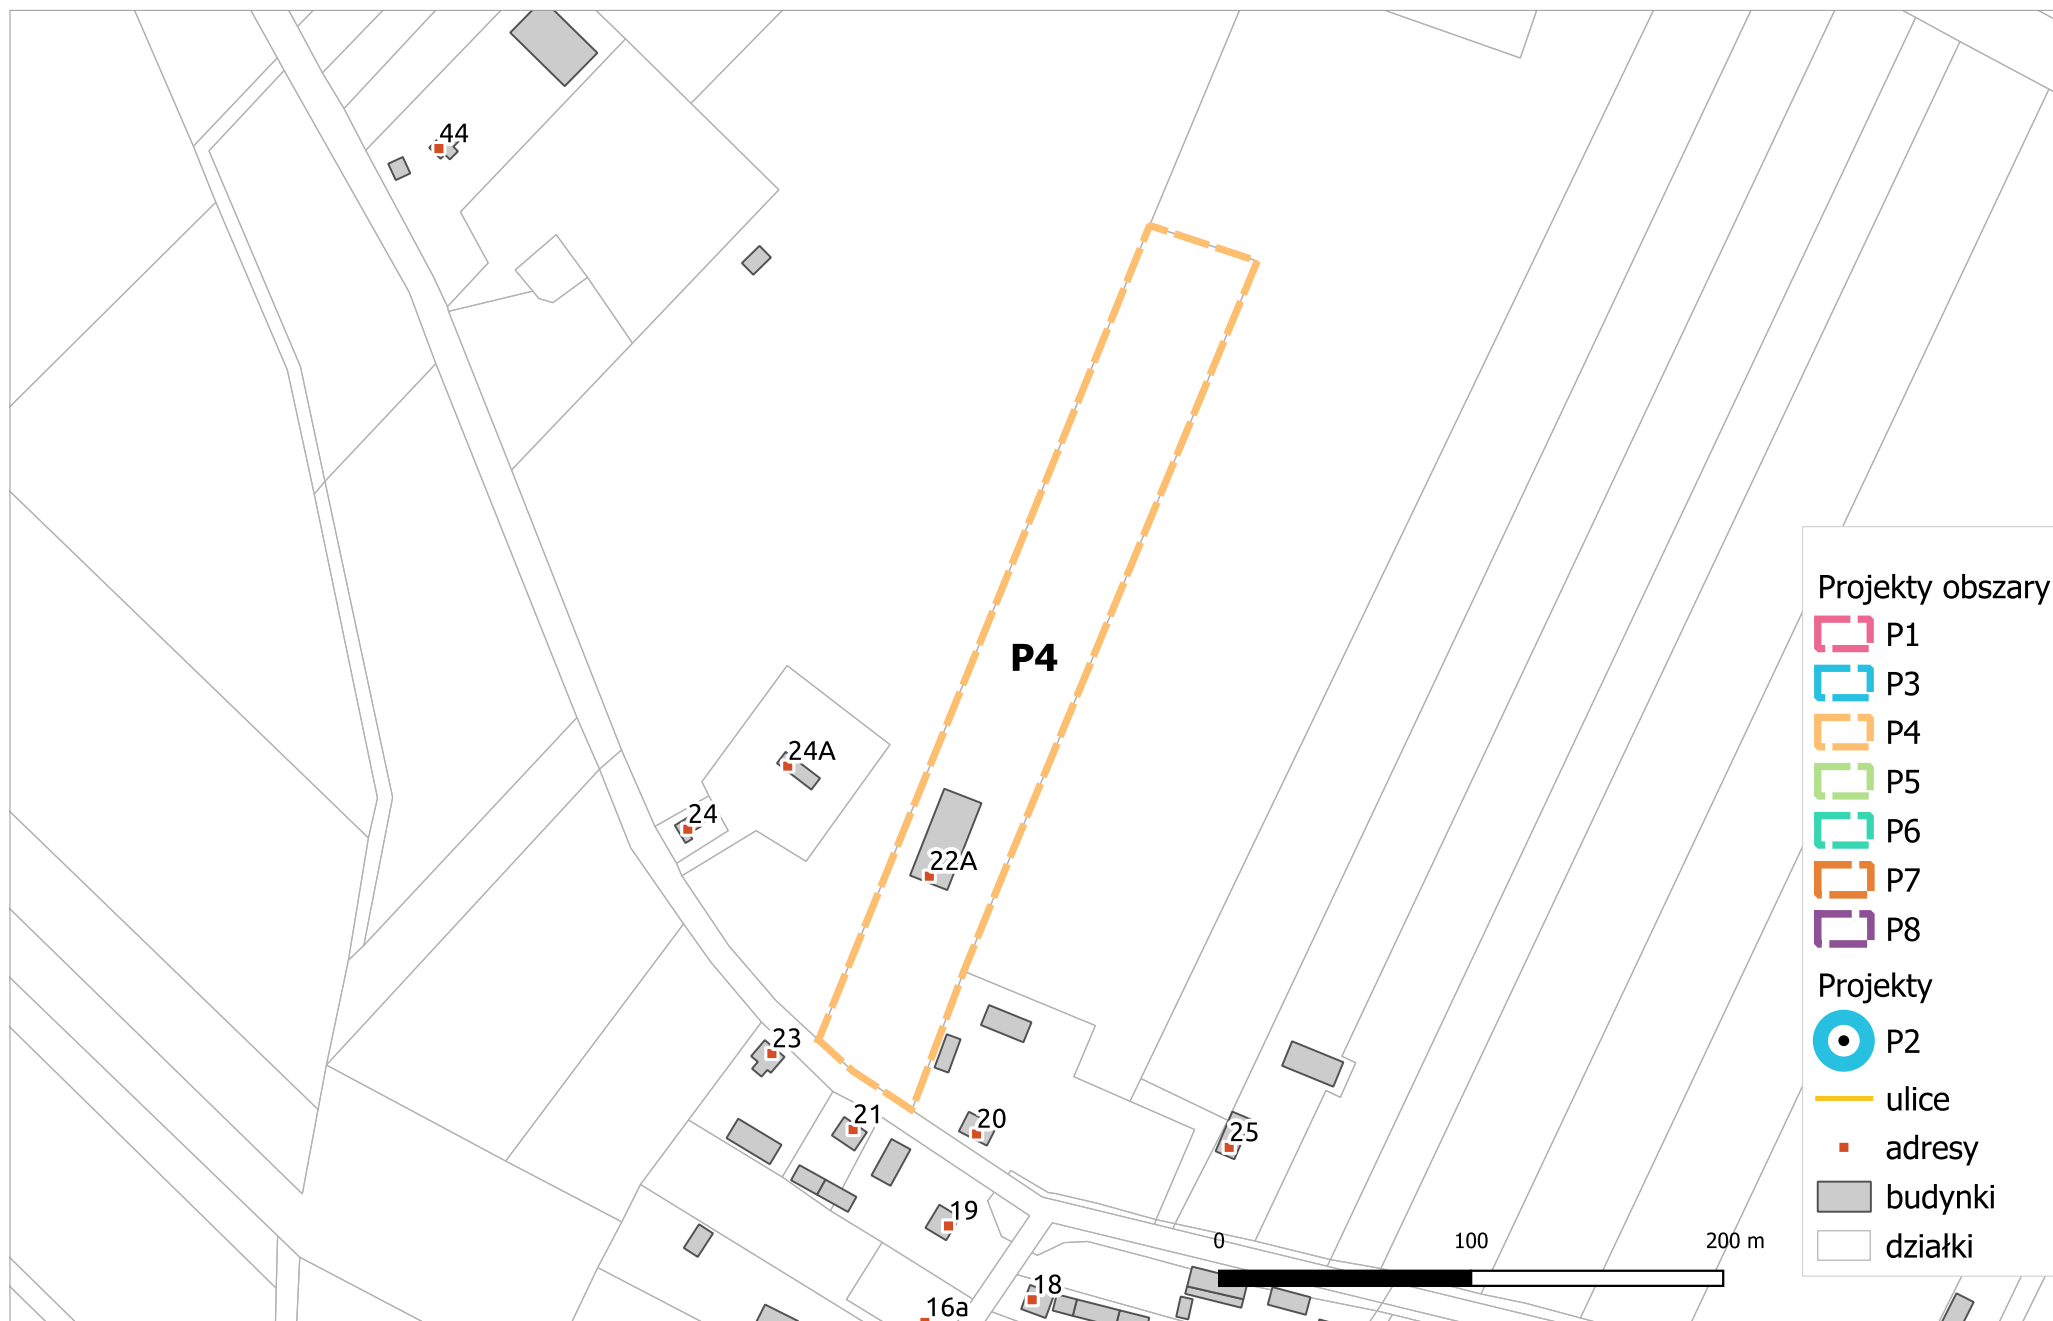 44
P4
24A
24
22A
23
21
20
25
19
18
16a
0 100 200 m
Projekty obszary
P1
P3
P4
P5
P6
P7
P8
Projekty
P2
ulice
adresy
budynki
działki